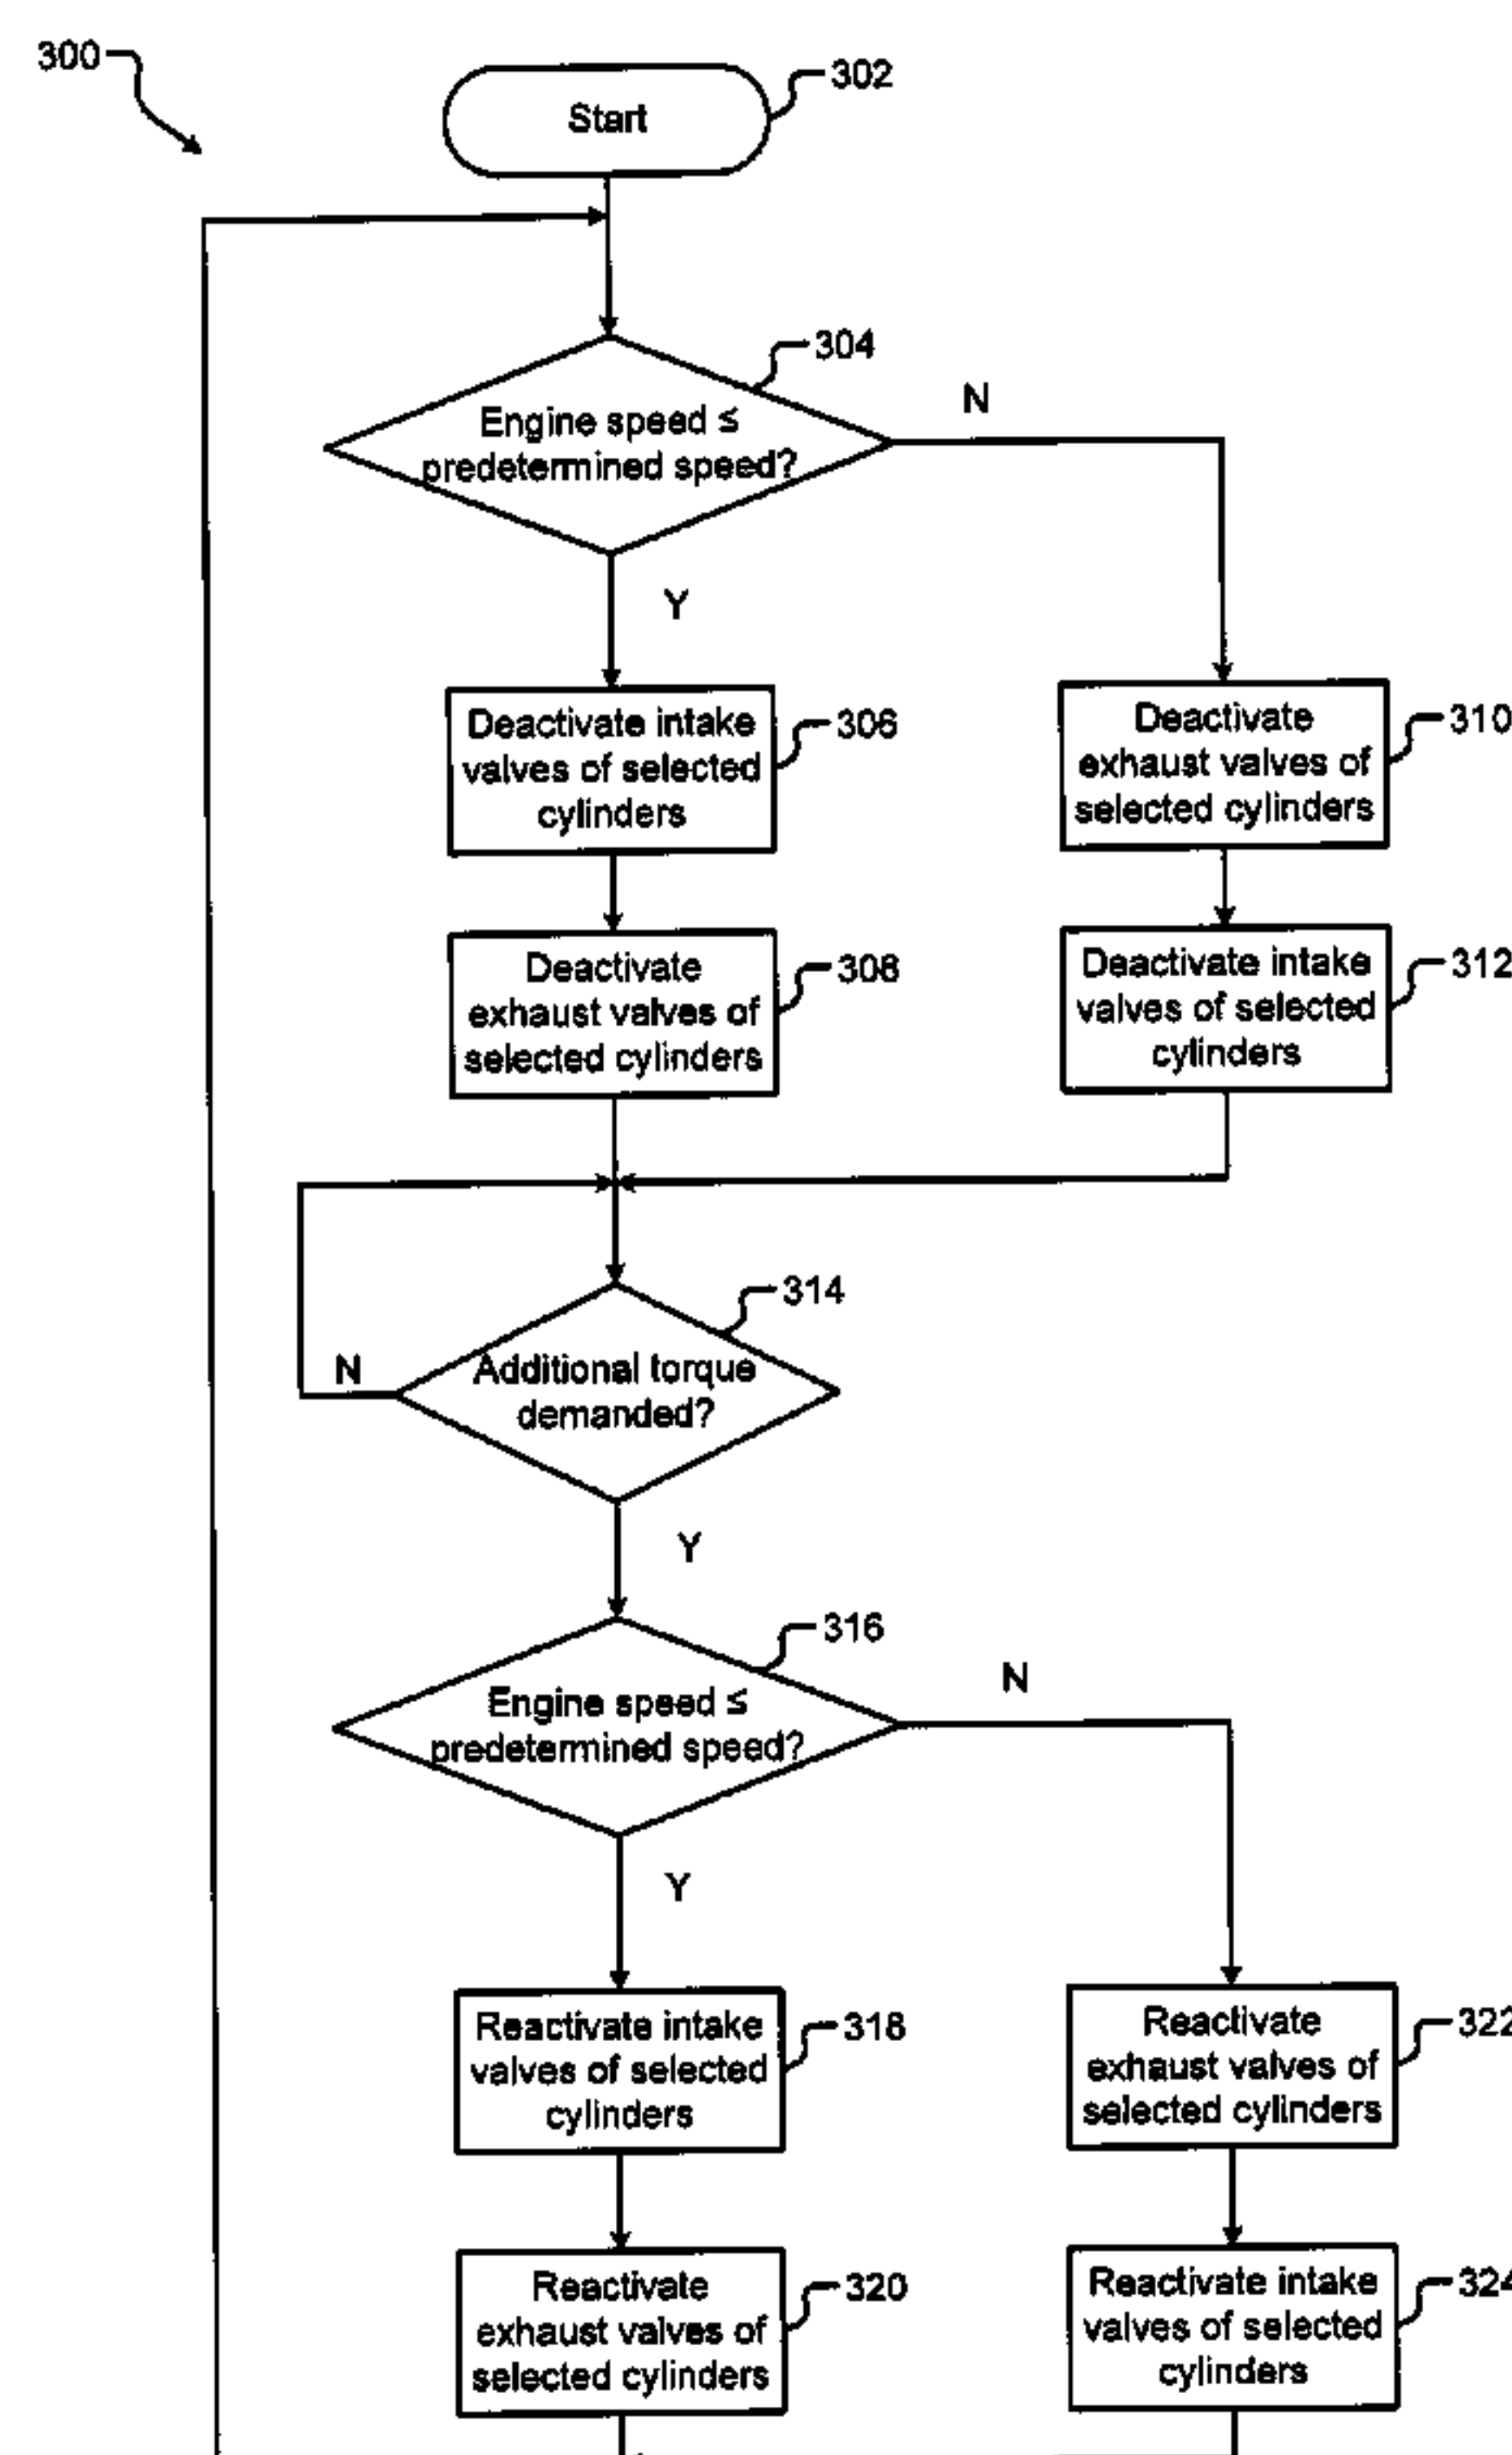 300
Start
302
304
Engine speed ≤
predetermined speed?
N
Y
Deactivate intake
valves of selected
cylinders
306
Deactivate
exhaust valves of
selected cylinders
310
Deactivate
exhaust valves of
selected cylinders
308
Deactivate intake
valves of selected
cylinders
312
314
Additional torque
demanded?
N
Y
316
Engine speed ≤
predetermined speed?
N
Y
Reactivate intake
valves of selected
cylinders
318
Reactivate
exhaust valves of
selected cylinders
322
Reactivate
exhaust valves of
selected cylinders
320
Reactivate intake
valves of selected
cylinders
324